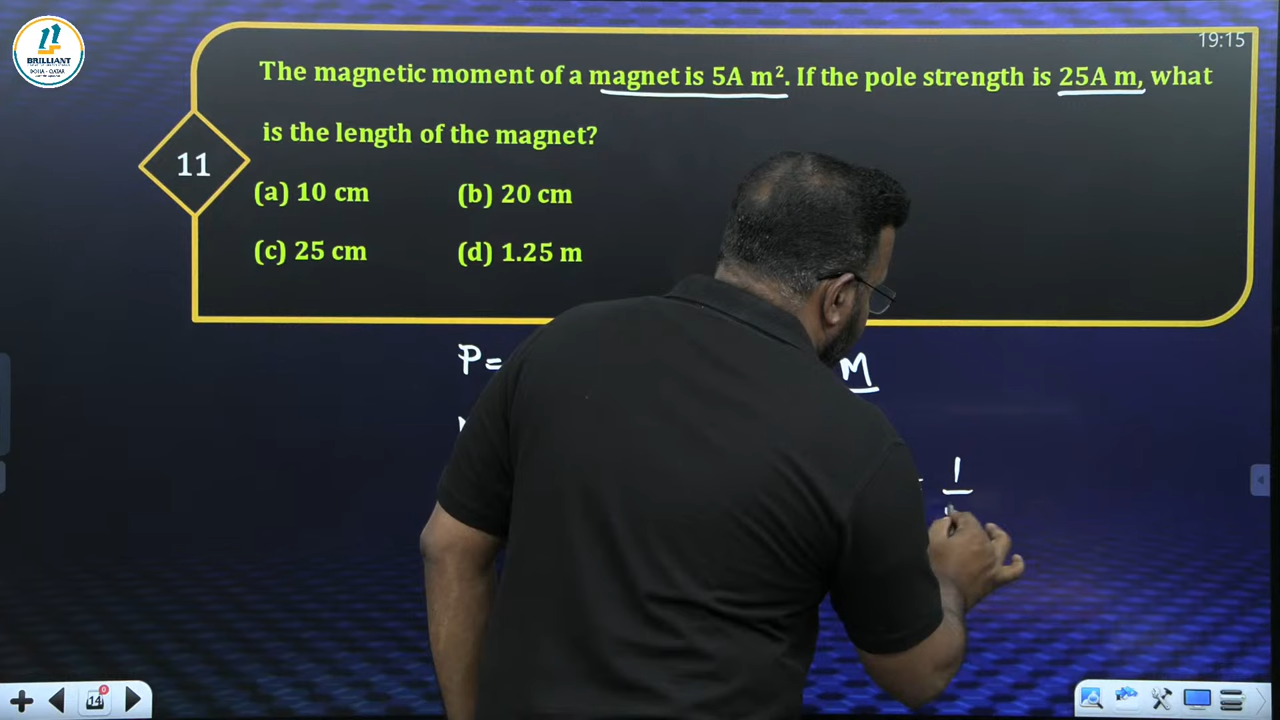 BRILLIANT
DOHA - QATAR
19:15
The magnetic moment of a magnet is 5A m². If the pole strength is 25A m, what
is the length of the magnet?
11
(a) 10 cm
(b) 20 cm
(c) 25 cm
(d) 1.25 m
P=
M
1
14
0